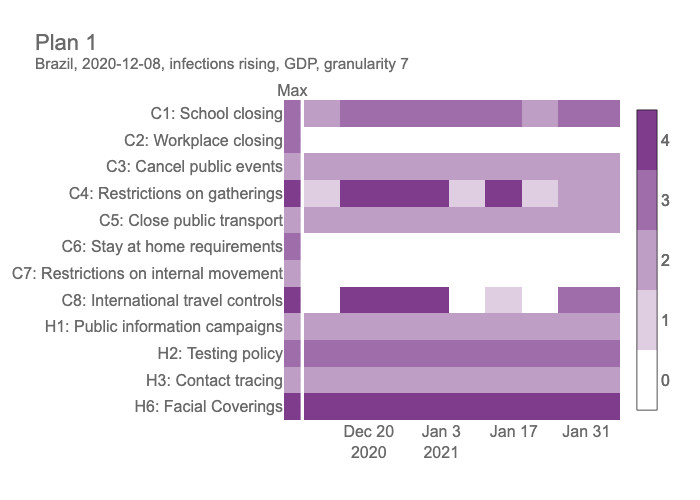 Plan 1
Brazil, 2020-12-08, infections rising, GDP, granularity 7
Max
C1: School closing
C2: Workplace closing
C3: Cancel public events
C4: Restrictions on gatherings
C5: Close public transport
C6: Stay at home requirements
C7: Restrictions on internal movement
C8: International travel controls
H1: Public information campaigns
H2: Testing policy
H3: Contact tracing
H6: Facial Coverings
4
3
2
1
0
Dec 20 Jan 3 Jan 17 Jan 31
2020 2021